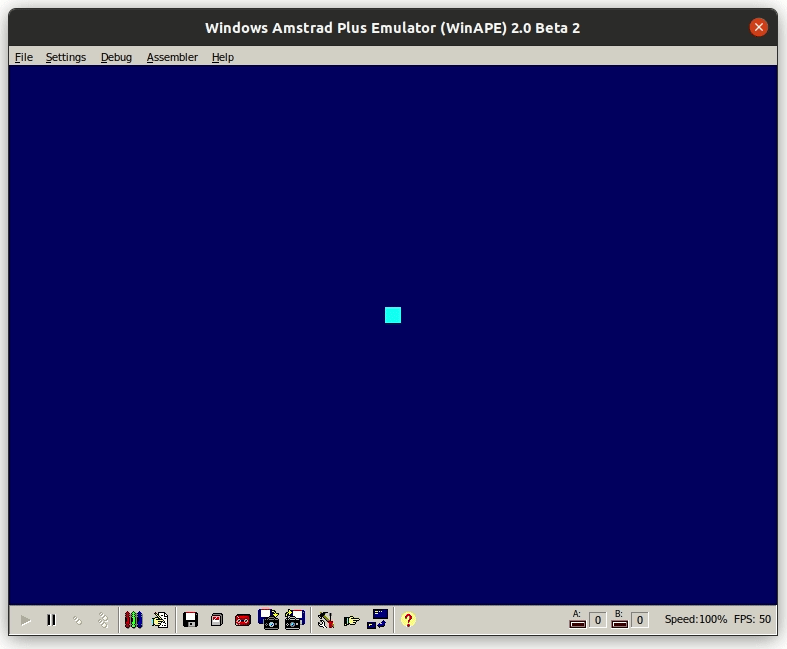 Windows Amstrad Plus Emulator (WinAPE) 2.0 Beta 2
File Settings Debug Assembler Help
A: 0 B: 0 Speed:100% FPS: 50